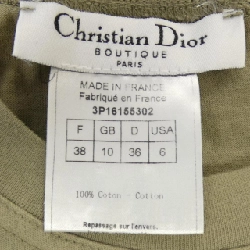 Christian Dior
BOUTIQUE
PARIS
MADE IN FRANCE
Fabriqué en France
3P16155302
F GB D USA
38 10 36 6
100% Coton - Cotton
Repassage sur l'envers.